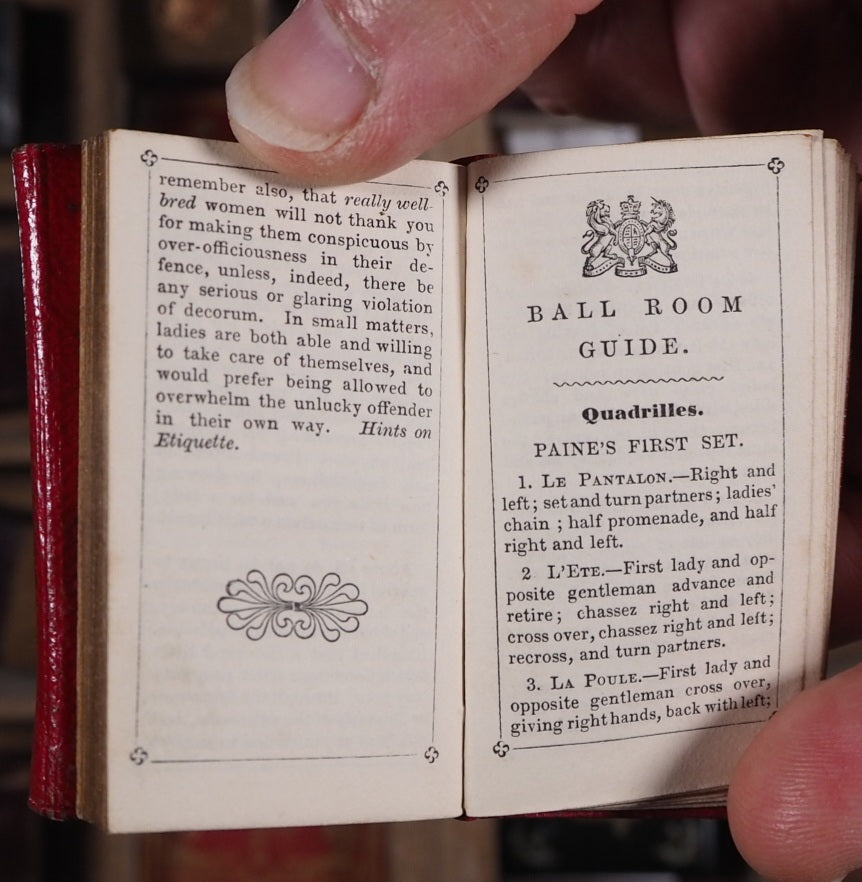 remember also, that really well-
bred women will not thank you
for making them conspicuous by
over-officiousness in their de-
fence, unless, indeed, there be
any serious or glaring violation
of decorum. In small matters,
ladies are both able and willing
to take care of themselves, and
would prefer being allowed to
overwhelm the unlucky offender
in their own way. Hints on
Etiquette.
BALL ROOM
GUIDE.
Quadrilles.
PAINE'S FIRST SET.
1. LE PANTALON.—Right and
left; set and turn partners; ladies'
chain ; half promenade, and half
right and left.
2 L'ETE.—First lady and op-
posite gentleman advance and
retire; chassez right and left;
cross over, chassez right and left;
recross, and turn partners.
3. LA POULE.—First lady and
opposite gentleman cross over,
giving right hands, back with left;